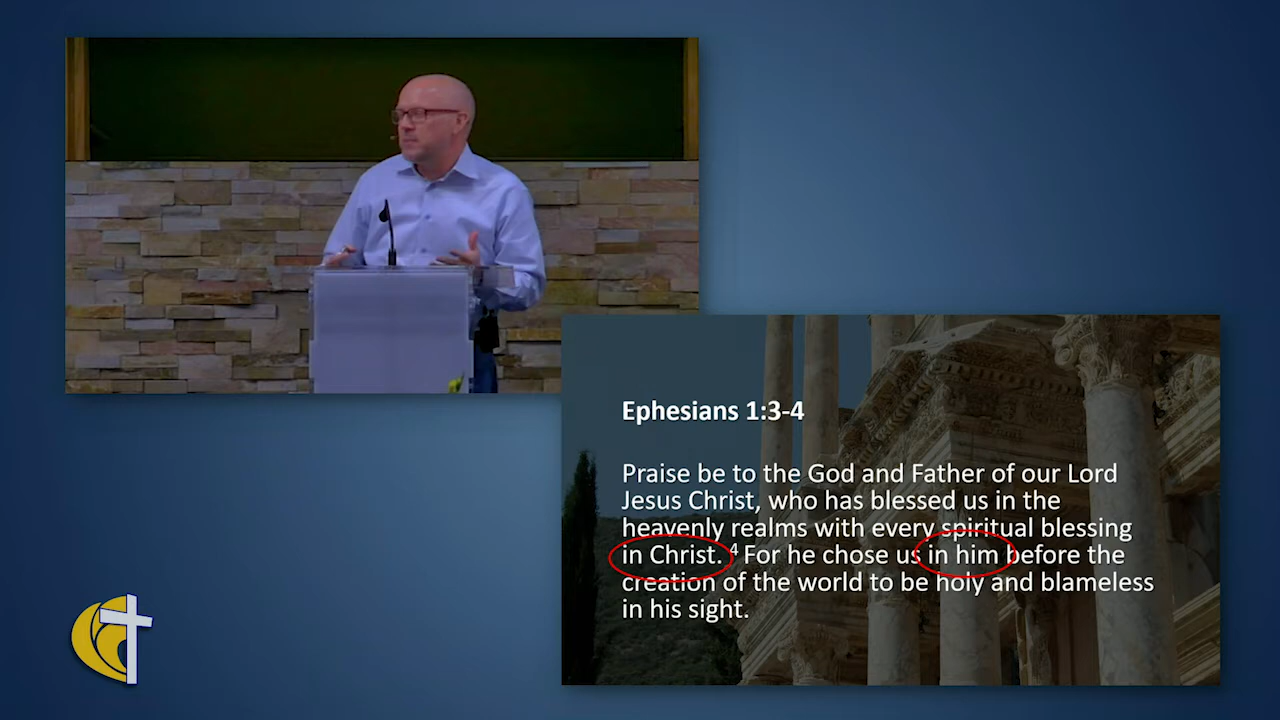 Ephesians 1:3-4
Praise be to the God and Father of our Lord
Jesus Christ, who has blessed us in the
heavenly realms with every spiritual blessing
in Christ. ⁴ For he chose us in him before the
creation of the world to be holy and blameless
in his sight.